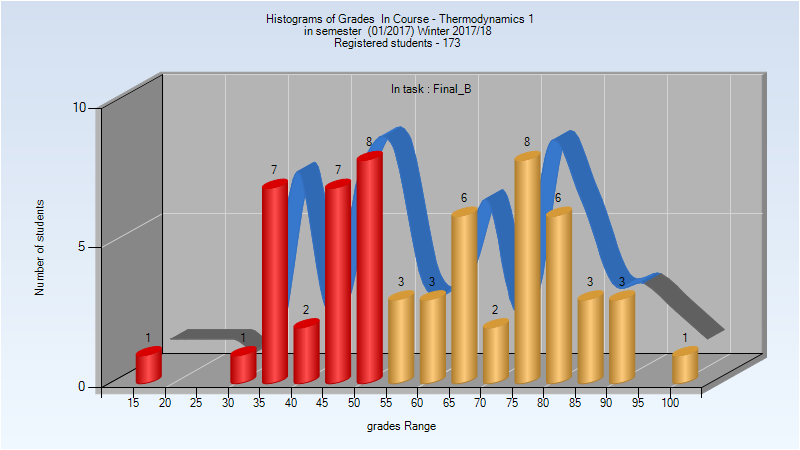 Histograms of Grades  In Course - Thermodynamics 1
in semester  (01/2017) Winter 2017/18
Registered students - 173
In task : Final_B
10
5
0
Number of students
1
1
7
2
7
8
3
3
6
2
8
6
3
3
1
15 20 25 30 35 40 45 50 55 60 65 70 75 80 85 90 95 100
grades Range